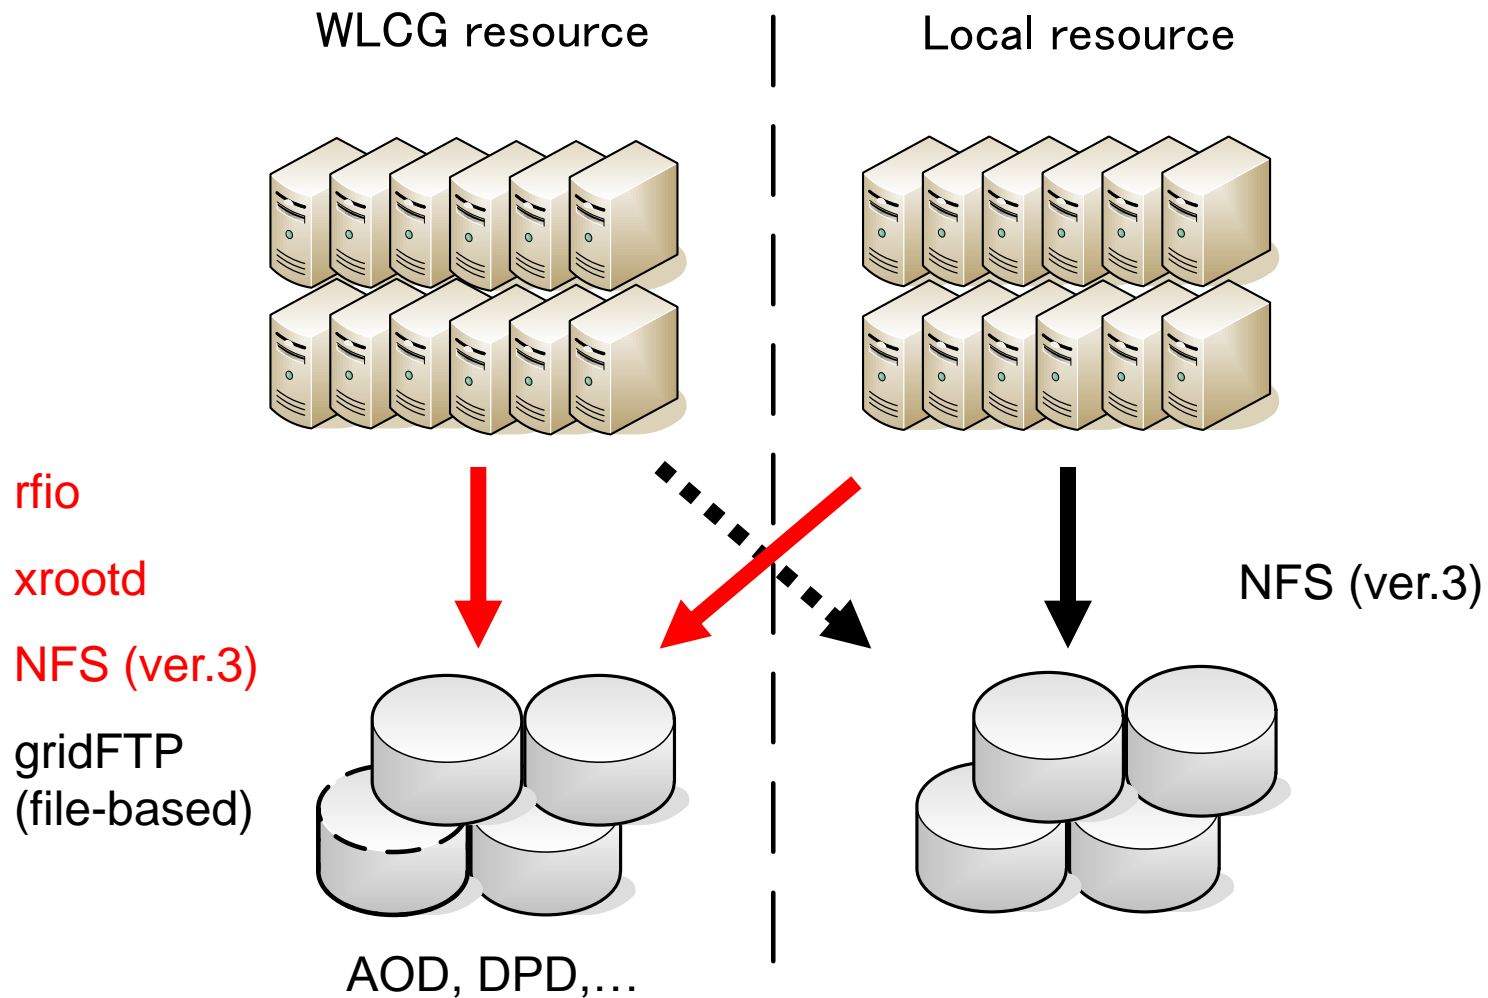 WLCG resource
Local resource
rfio
xrootd
NFS (ver.3)
NFS (ver.3)
gridFTP
(file-based)
AOD, DPD,…